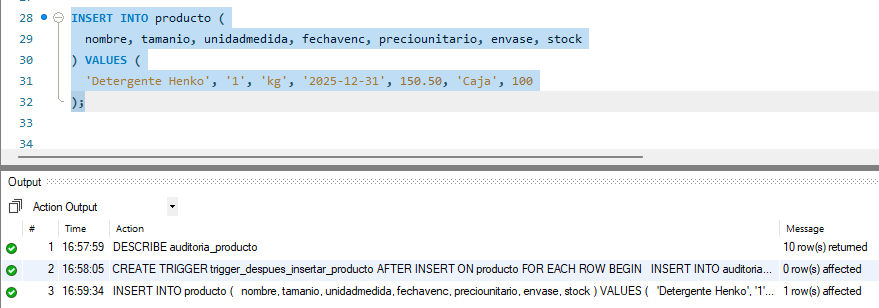 27
28 INSERT INTO producto (
29 nombre, tamanio, unidadmedida, fechavenc, preciounitario, envase, stock
30 ) VALUES (
31 'Detergente Henko', '1', 'kg', '2025-12-31', 150.50, 'Caja', 100
32 );
33
34
Output
Action Output
# Time Action Message
1 16:57:59 DESCRIBE auditoria_producto 10 row(s) returned
2 16:58:05 CREATE TRIGGER trigger_despues_insertar_producto AFTER INSERT ON producto FOR EACH ROW BEGIN INSERT INTO auditoria... 0 row(s) affected
3 16:59:34 INSERT INTO producto ( nombre, tamanio, unidadmedida, fechavenc, preciounitario, envase, stock ) VALUES ( 'Detergente Henko', '1'... 1 row(s) affected